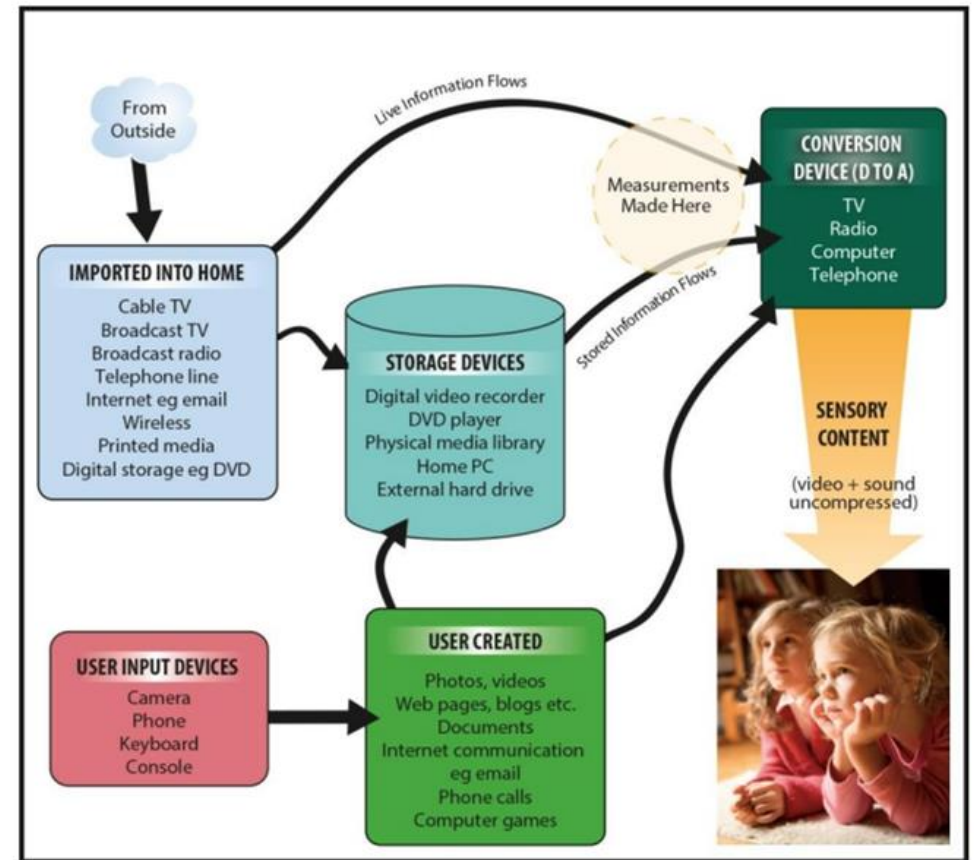 From
Outside
Live Information Flows
Measurements
Made Here
CONVERSION
DEVICE (D TO A)
TV
Radio
Computer
Telephone
IMPORTED INTO HOME
Cable TV
Broadcast TV
Broadcast radio
Telephone line
Internet eg email
Wireless
Printed media
Digital storage eg DVD
STORAGE DEVICES
Digital video recorder
DVD player
Physical media library
Home PC
External hard drive
Stored Information Flows
SENSORY
CONTENT
(video + sound
uncompressed)
USER INPUT DEVICES
Camera
Phone
Keyboard
Console
USER CREATED
Photos, videos
Web pages, blogs etc.
Documents
Internet communication
eg email
Phone calls
Computer games